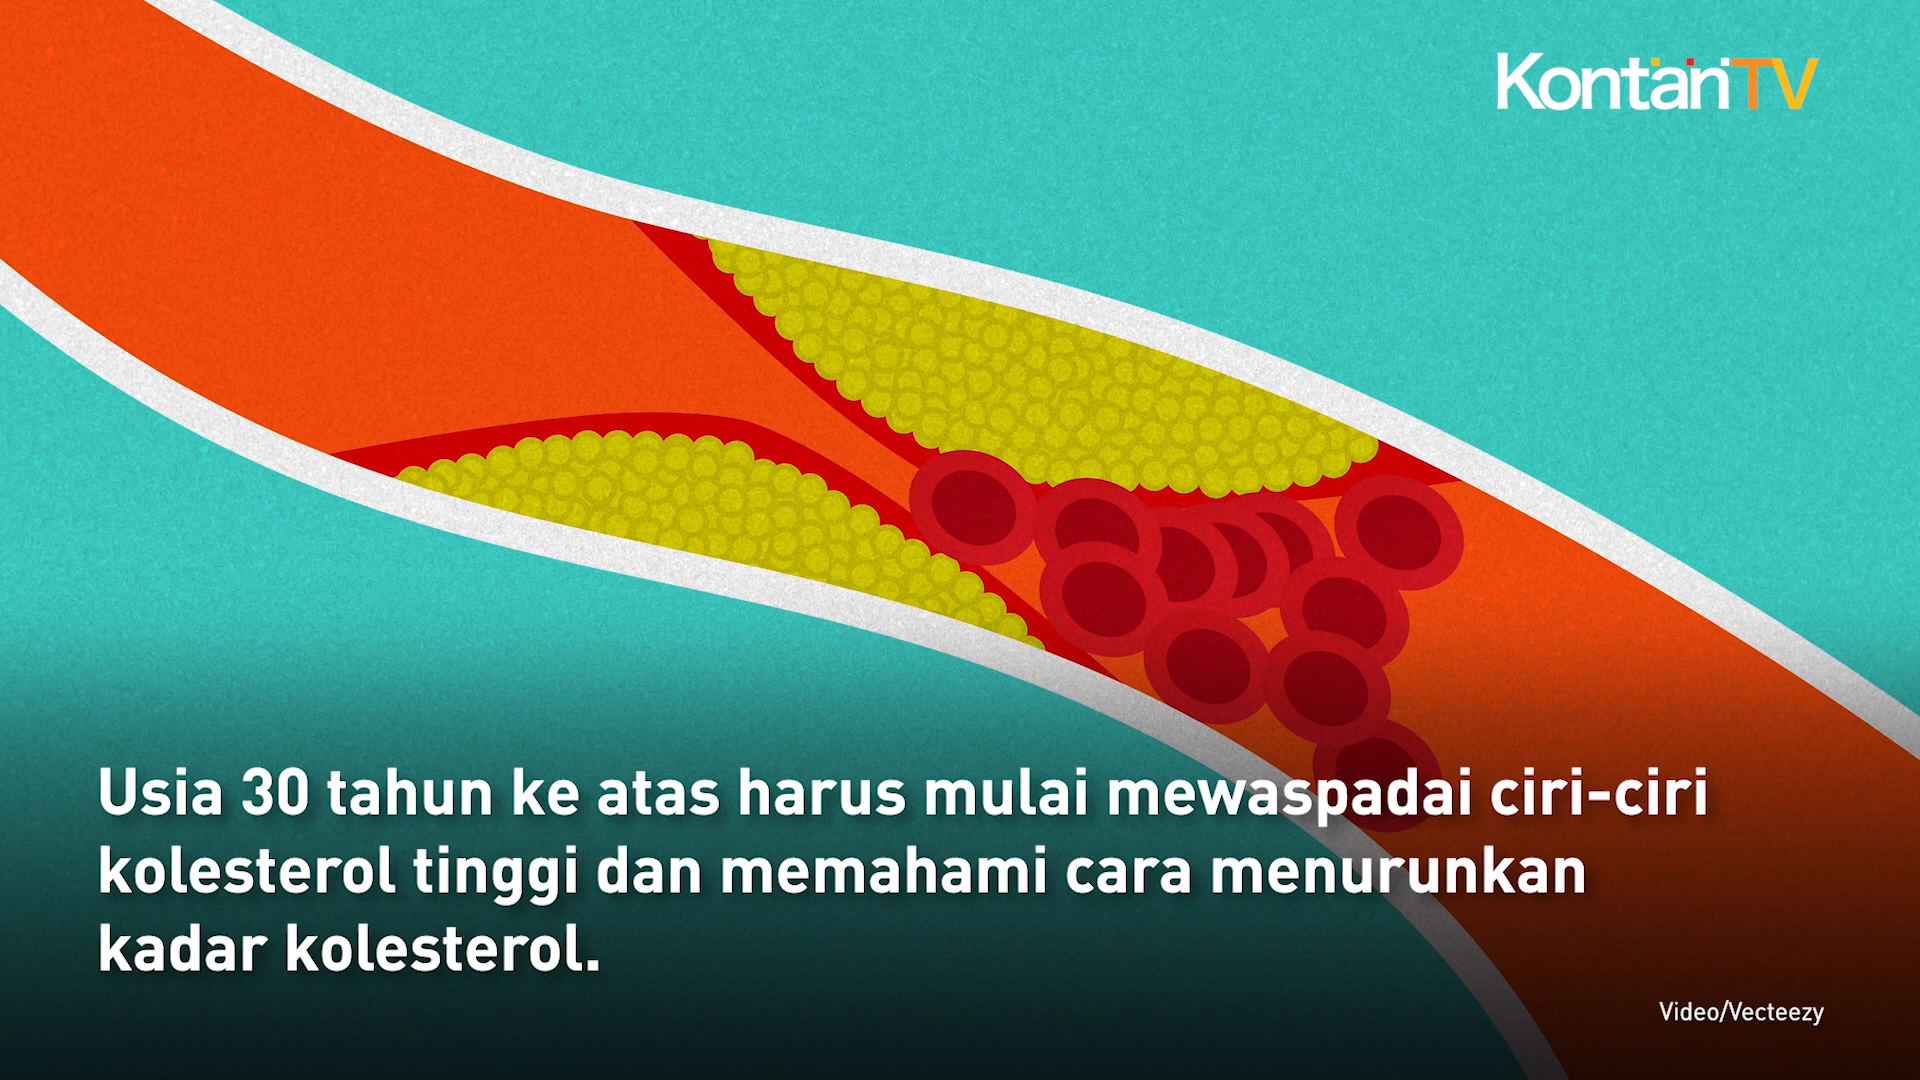 KontanTV
Usia 30 tahun ke atas harus mulai mewaspadai ciri-ciri
kolesterol tinggi dan memahami cara menurunkan
kadar kolesterol.
Video/Vecteezy